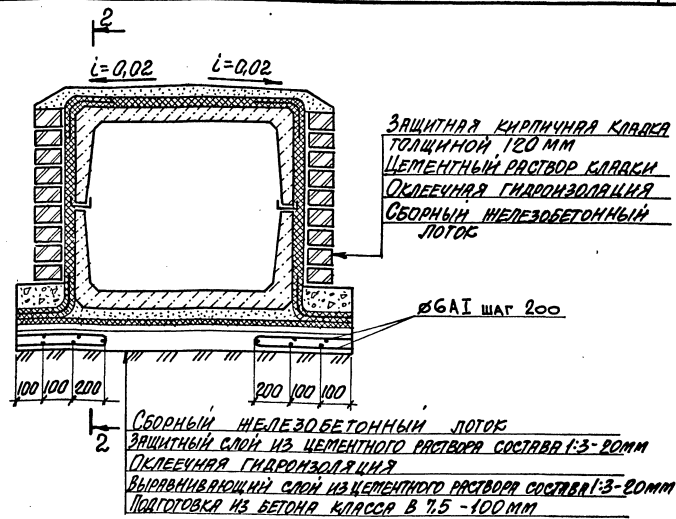 2
i=0,02 i=0,02
ЗАЩИТНАЯ КИРПИЧНАЯ КЛАДКА
ТОЛЩИНОЙ 120 ММ
ЦЕМЕНТНЫЙ РАСТВОР КЛАДКИ
ОКЛЕЕЧНАЯ ГИДРОИЗОЛЯЦИЯ
СБОРНЫЙ ЖЕЛЕЗОБЕТОННЫЙ
ЛОТОК
ø6АI ШАГ 200
100 100 200 200 100 100
2
СБОРНЫЙ ЖЕЛЕЗОБЕТОННЫЙ ЛОТОК
ЗАЩИТНЫЙ СЛОЙ ИЗ ЦЕМЕНТНОГО РАСТВОРА СОСТАВА 1:3-20ММ
ОКЛЕЕЧНАЯ ГИДРОИЗОЛЯЦИЯ
ВЫРАВНИВАЮЩИЙ СЛОЙ ИЗ ЦЕМЕНТНОГО РАСТВОРА СОСТАВА 1:3-20ММ
ПОДГОТОВКА ИЗ БЕТОНА КЛАССА В 7,5 -100ММ